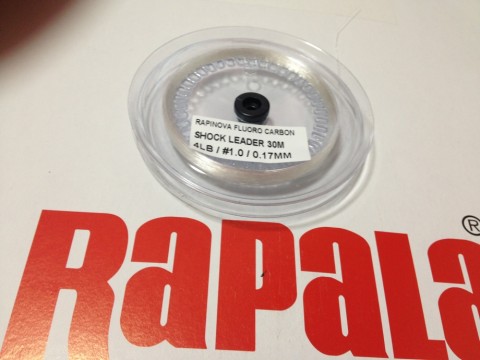 RAPINOVA FLUORO CARBON
SHOCK LEADER 30M
4LB / #1.0 / 0.17MM
RAPALA®